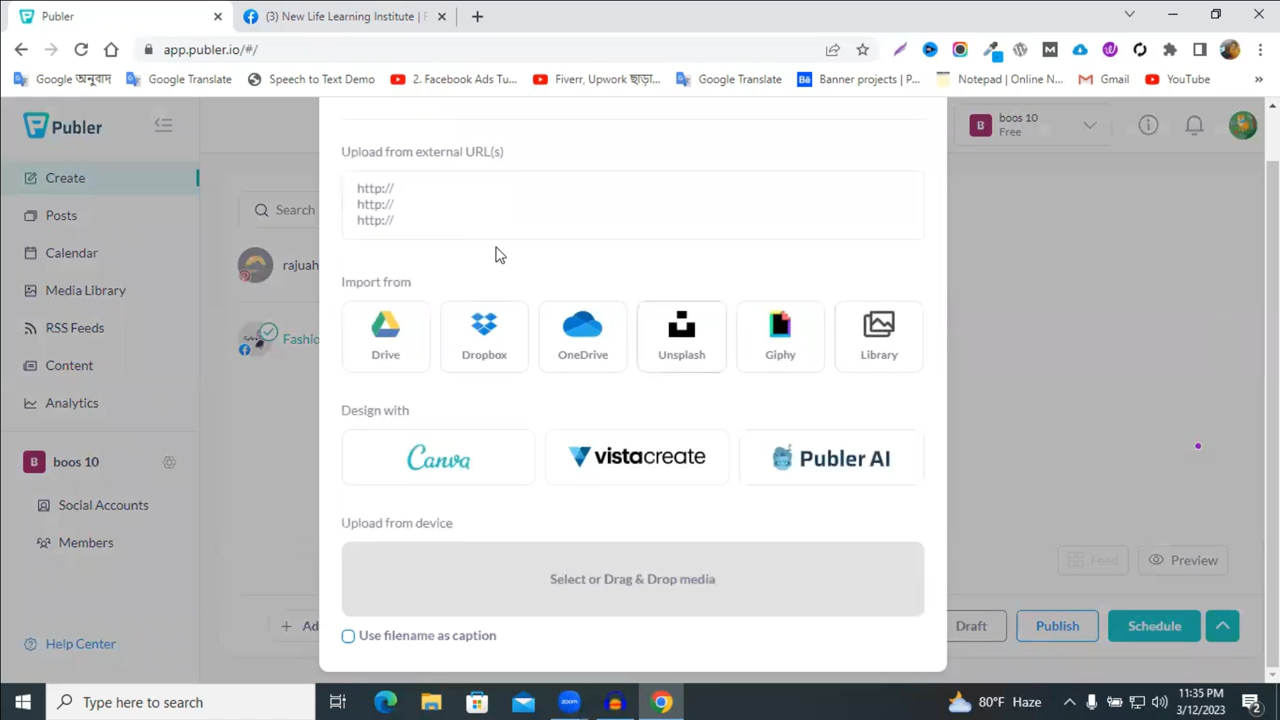 Publer
(3) New Life Learning Institute | F
app.publer.io/#/
Google অনুবাদ
Google Translate
Speech to Text Demo
2. Facebook Ads Tu...
Fiverr, Upwork ছাড়া...
Google Translate
Banner projects | P...
Notepad | Online N...
Gmail
YouTube
Publer
boos 10
Free
Create
Posts
Calendar
Media Library
RSS Feeds
Content
Analytics
boos 10
Social Accounts
Members
Help Center
Search
rajuah
Fashio
Upload from external URL(s)
http://
http://
http://
Import from
Drive
Dropbox
OneDrive
Unsplash
Giphy
Library
Design with
Canva
vistacreate
Publer AI
Upload from device
Select or Drag & Drop media
Use filename as caption
Feed
Preview
Ad
Draft
Publish
Schedule
Type here to search
zoom
80°F Haze
11:35 PM
3/12/2023
2